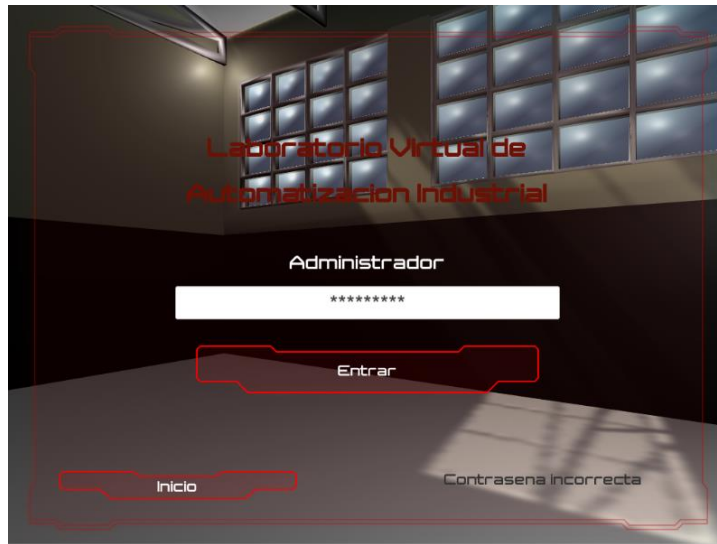 Laboratorio Virtual de
Automatizacion Industrial
Administrador
*********
Entrar
Inicio
Contrasena incorrecta